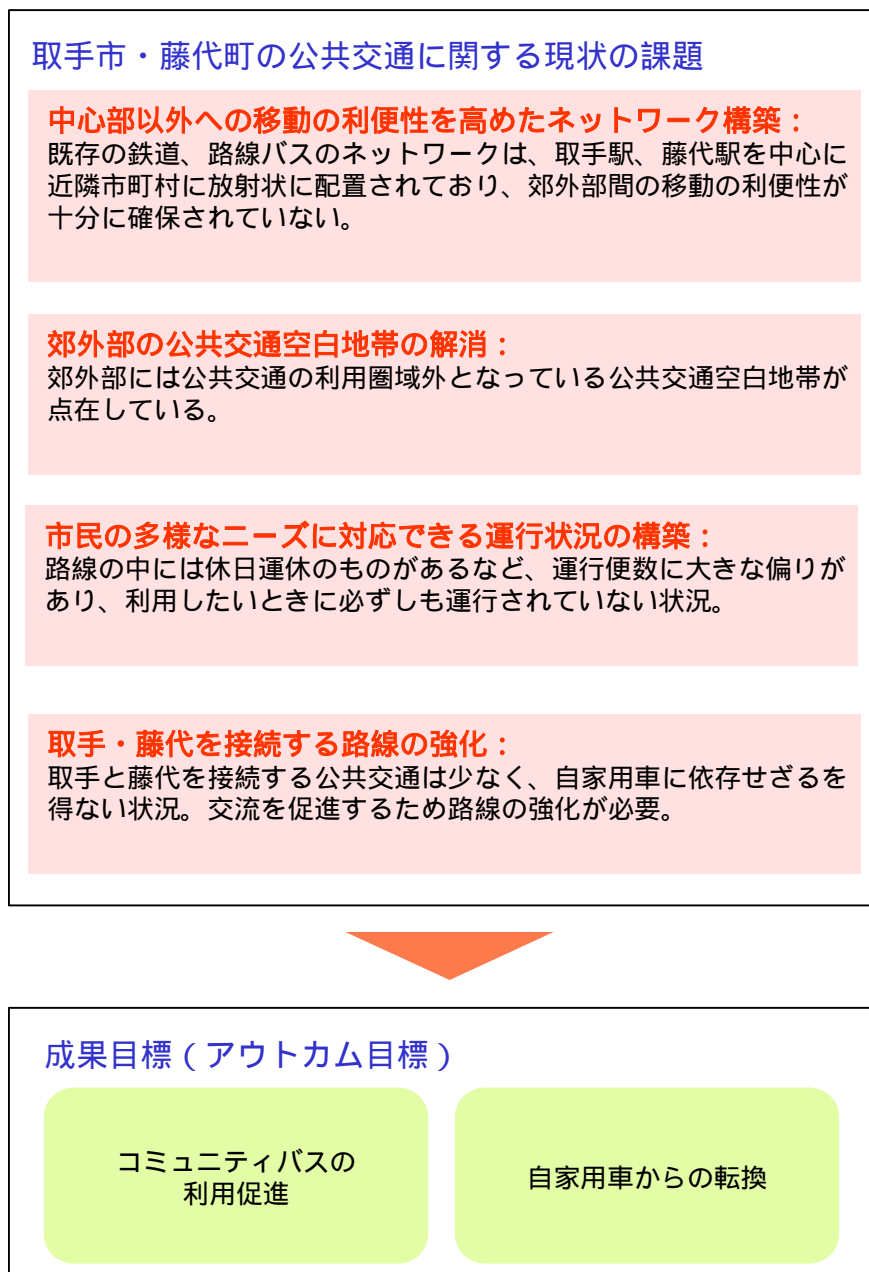 取手市・藤代町の公共交通に関する現状の課題
中心部以外への移動の利便性を高めたネットワーク構築：
既存の鉄道、路線バスのネットワークは、取手駅、藤代駅を中心に
近隣市町村に放射状に配置されており、郊外部間の移動の利便性が
十分に確保されていない。
郊外部の公共交通空白地帯の解消：
郊外部には公共交通の利用圏域外となっている公共交通空白地帯が
点在している。
市民の多様なニーズに対応できる運行状況の構築：
路線の中には休日運休のものがあるなど、運行便数に大きな偏りが
あり、利用したいときに必ずしも運行されていない状況。
取手・藤代を接続する路線の強化：
取手と藤代を接続する公共交通は少なく、自家用車に依存せざるを
得ない状況。交流を促進するため路線の強化が必要。
成果目標（アウトカム目標）
コミュニティバスの
利用促進
自家用車からの転換